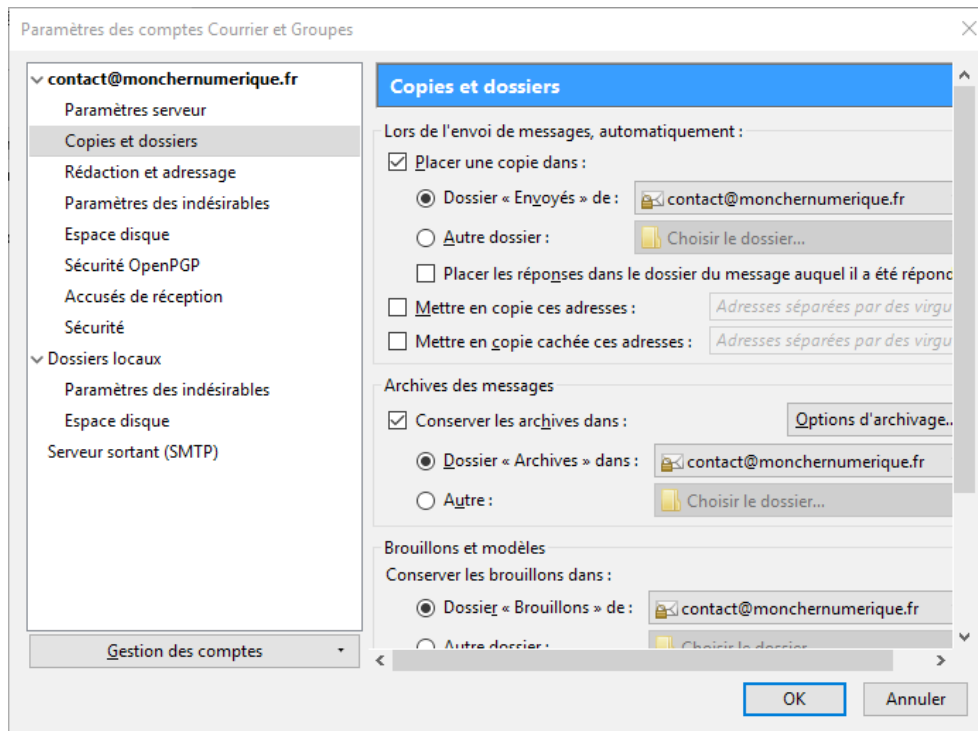 Paramètres des comptes Courrier et Groupes
contact@monchernumerique.fr
Paramètres serveur
Copies et dossiers
Rédaction et adressage
Paramètres des indésirables
Espace disque
Sécurité OpenPGP
Accusés de réception
Sécurité
Dossiers locaux
Paramètres des indésirables
Espace disque
Serveur sortant (SMTP)
Gestion des comptes
Copies et dossiers
Lors de l'envoi de messages, automatiquement :
Placer une copie dans :
Dossier « Envoyés » de : contact@monchernumerique.fr
Autre dossier : Choisir le dossier...
Placer les réponses dans le dossier du message auquel il a été répond
Mettre en copie ces adresses : Adresses séparées par des virgu
Mettre en copie cachée ces adresses : Adresses séparées par des virgu
Archives des messages
Conserver les archives dans : Options d'archivage..
Dossier « Archives » dans : contact@monchernumerique.fr
Autre : Choisir le dossier...
Brouillons et modèles
Conserver les brouillons dans :
Dossier « Brouillons » de : contact@monchernumerique.fr
Autre dossier : Choisir le dossier
OK Annuler